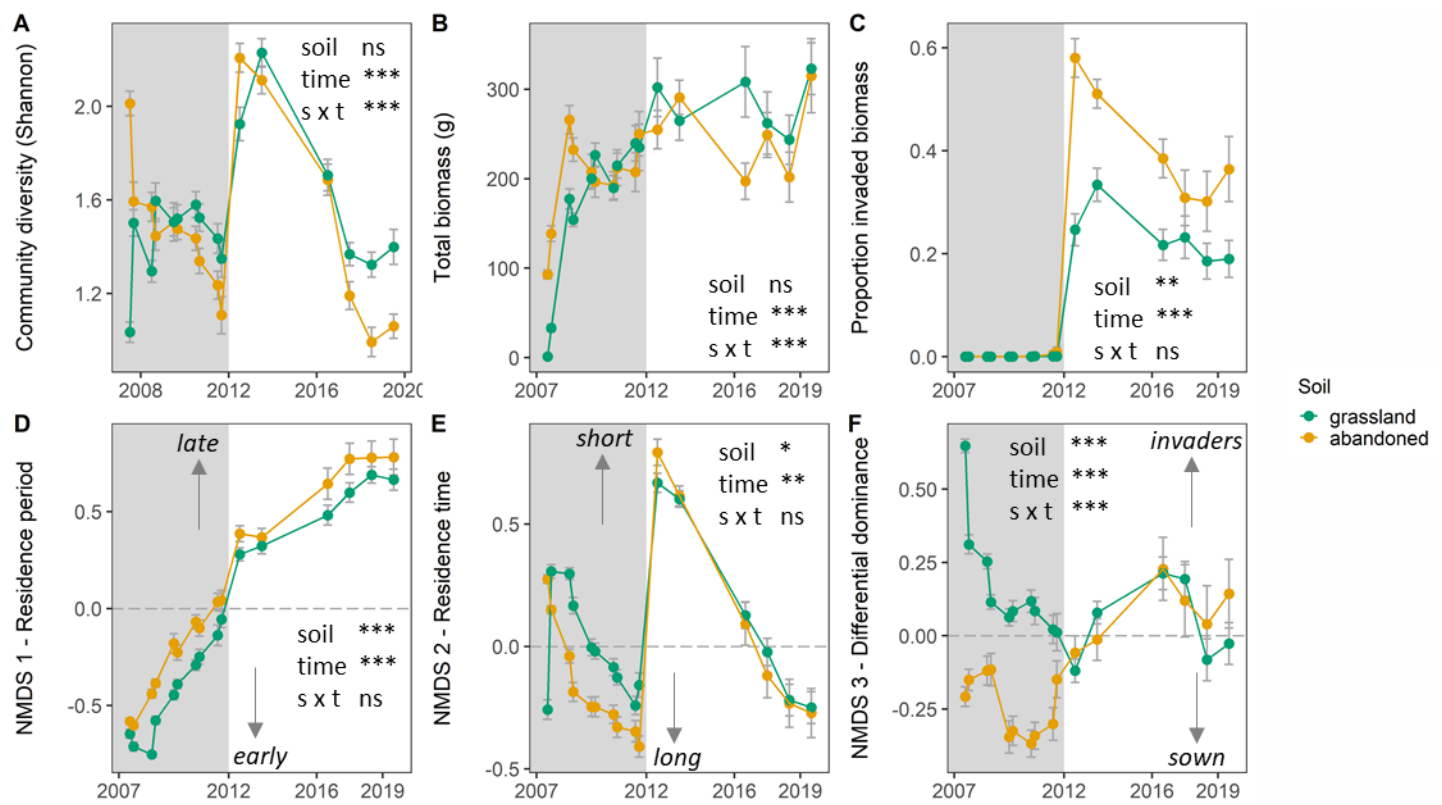 A
Community diversity (Shannon)
2.0
1.6
1.2
soil ns
time ***
s x t ***
2008
2012
2016
2020
B
Total biomass (g)
300
200
100
0
soil ns
time ***
s x t ***
2007
2012
2016
2019
C
Proportion invaded biomass
0.6
0.4
0.2
0.0
soil **
time ***
s x t ns
2007
2012
2016
2019
Soil
grassland
abandoned
D
NMDS 1 - Residence period
0.5
0.0
-0.5
late
soil ***
time ***
s x t ns
early
2007
2012
2016
2019
E
NMDS 2 - Residence time
0.5
0.0
-0.5
short
soil *
time **
s x t ns
long
2007
2012
2016
2019
F
NMDS 3 - Differential dominance
0.50
0.25
0.00
-0.25
soil ***
time ***
s x t ***
invaders
sown
2007
2012
2016
2019